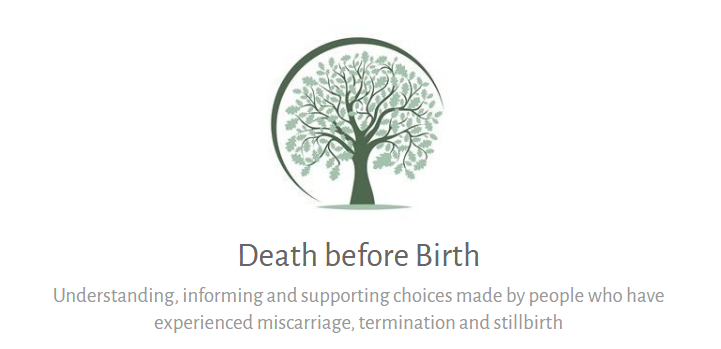 Death before Birth
Understanding, informing and supporting choices made by people who have
experienced miscarriage, termination and stillbirth